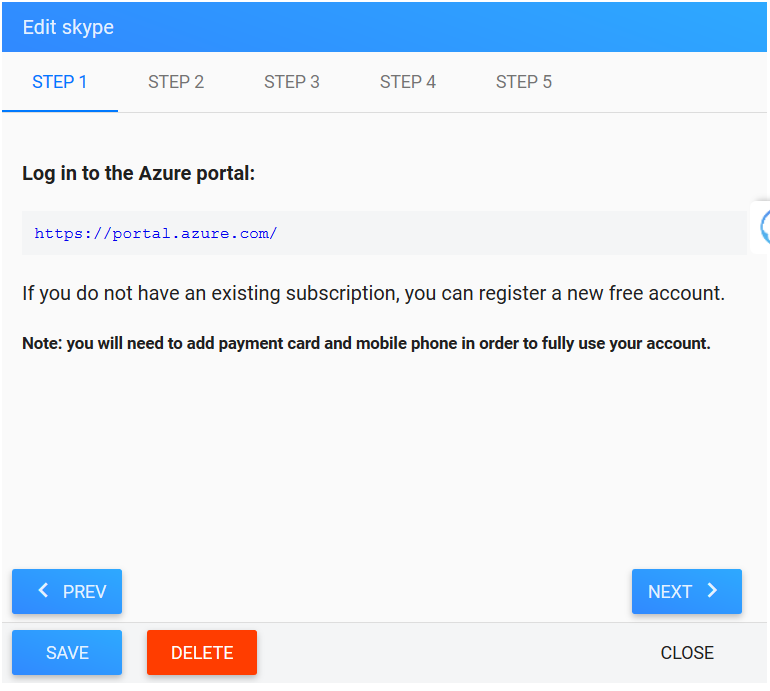 Edit skype
STEP 1 STEP 2 STEP 3 STEP 4 STEP 5
Log in to the Azure portal:
https://portal.azure.com/
If you do not have an existing subscription, you can register a new free account.
Note: you will need to add payment card and mobile phone in order to fully use your account.
PREV NEXT
SAVE DELETE CLOSE